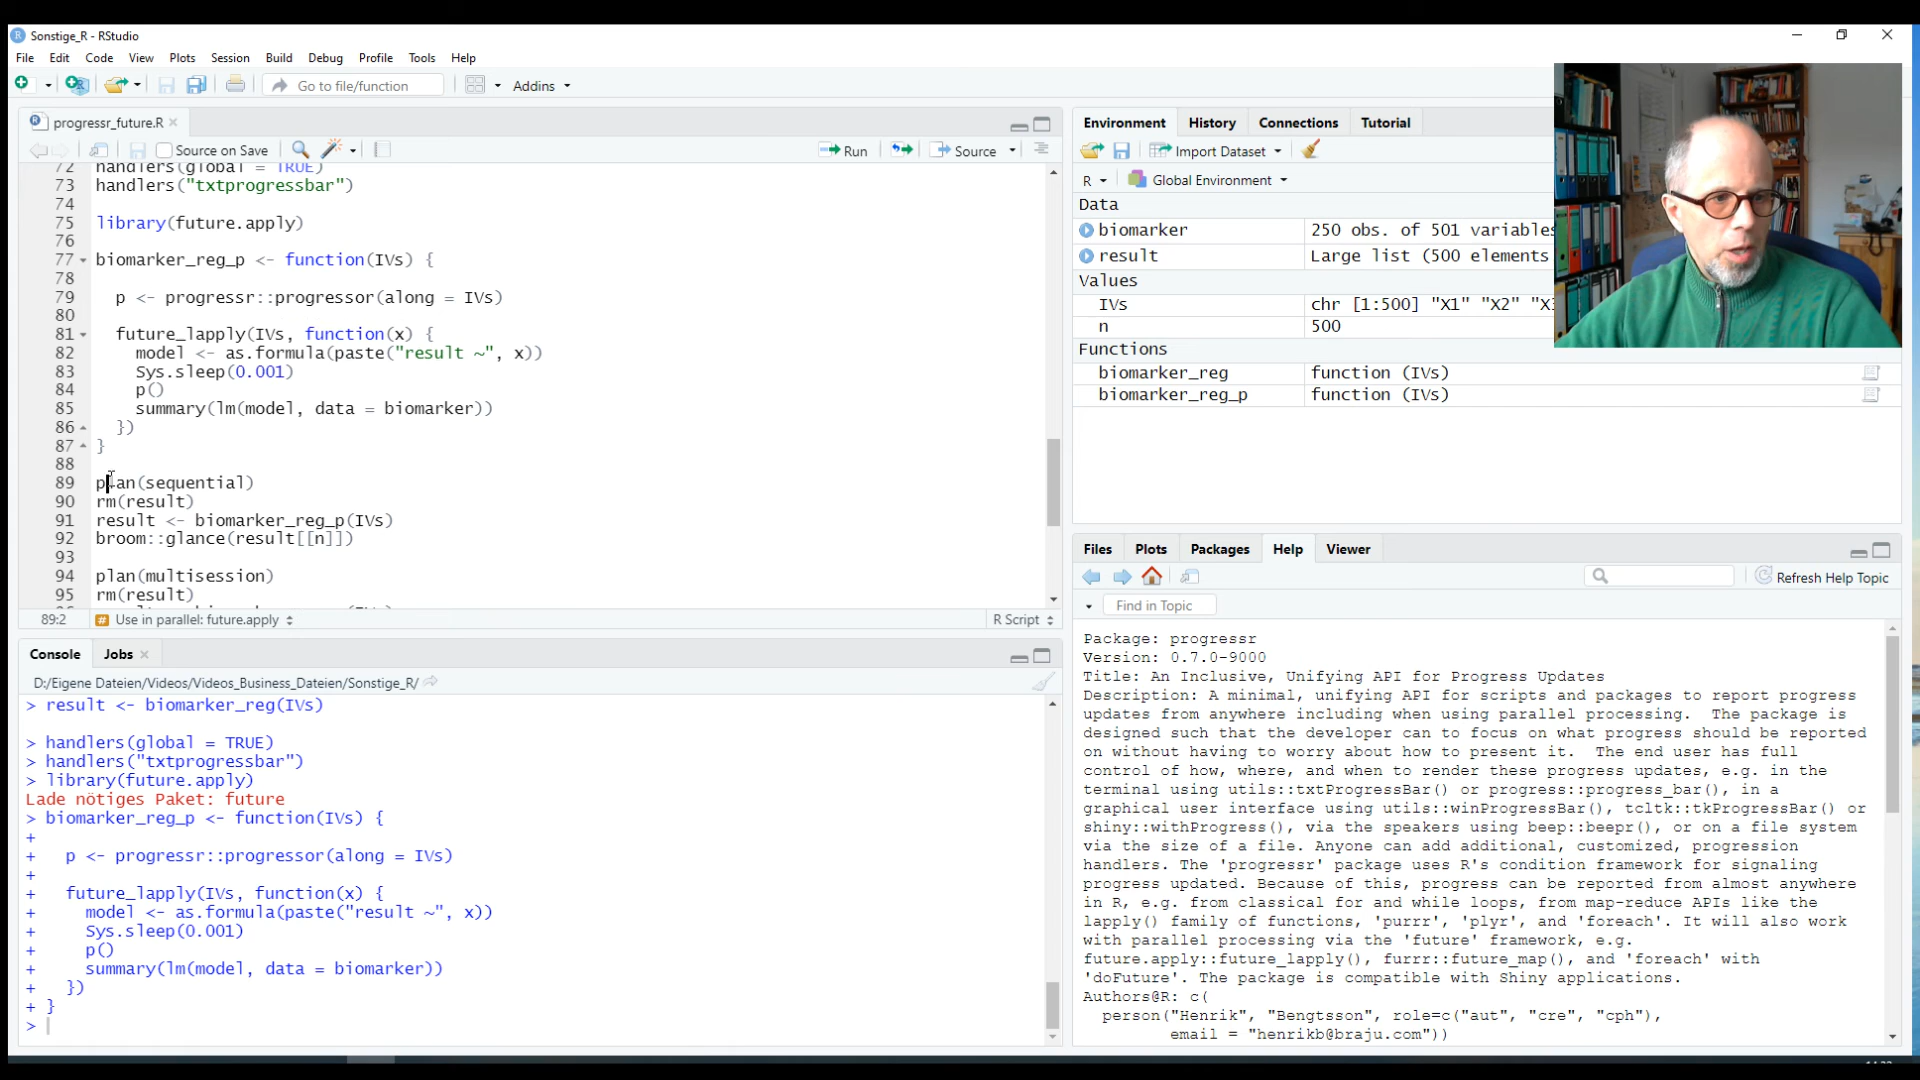 Sonstige_R - RStudio
File Edit Code View Plots Session Build Debug Profile Tools Help
Go to file/function Addins
progressr_future.R
Source on Save Run Source
72 handlers(global = TRUE)
73 handlers("txtprogressbar")
74
75 library(future.apply)
76
77 biomarker_reg_p <- function(IVs) {
78
79 p <- progressr::progressor(along = IVs)
80
81 future_lapply(IVs, function(x) {
82 model <- as.formula(paste("result ~", x))
83 Sys.sleep(0.001)
84 p()
85 summary(lm(model, data = biomarker))
86 })
87 }
88
89 plan(sequential)
90 rm(result)
91 result <- biomarker_reg_p(IVs)
92 broom::glance(result[[n]])
93
94 plan(multisession)
95 rm(result)
89:2 Use in parallel: future.apply R Script
Console Jobs
D:/Eigene Dateien/Videos/Videos_Business_Dateien/Sonstige_R/
> result <- biomarker_reg(IVs)
> handlers(global = TRUE)
> handlers("txtprogressbar")
> library(future.apply)
Lade nötiges Paket: future
> biomarker_reg_p <- function(IVs) {
+
+ p <- progressr::progressor(along = IVs)
+
+ future_lapply(IVs, function(x) {
+ model <- as.formula(paste("result ~", x))
+ Sys.sleep(0.001)
+ p()
+ summary(lm(model, data = biomarker))
+ })
+ }
>
Environment History Connections Tutorial
Import Dataset
R Global Environment
Data
biomarker 250 obs. of 501 variables
result Large list (500 elements
Values
IVs chr [1:500] "X1" "X2"
n 500
Functions
biomarker_reg function (IVs)
biomarker_reg_p function (IVs)
Files Plots Packages Help Viewer
Refresh Help Topic
Find in Topic
Package: progressr
Version: 0.7.0-9000
Title: An Inclusive, Unifying API for Progress Updates
Description: A minimal, unifying API for scripts and packages to report progress
updates from anywhere including when using parallel processing. The package is
designed such that the developer can to focus on what progress should be reported
on without having to worry about how to present it. The end user has full
control of how, where, and when to render these progress updates, e.g. in the
terminal using utils::txtProgressBar() or progress::progress_bar(), in a
graphical user interface using utils::winProgressBar(), tcltk::tkProgressBar() or
shiny::withProgress(), via the speakers using beep::beepr(), or on a file system
via the size of a file. Anyone can add additional, customized, progression
handlers. The 'progressr' package uses R's condition framework for signaling
progress updated. Because of this, progress can be reported from almost anywhere
in R, e.g. from classical for and while loops, from map-reduce APIs like the
lapply() family of functions, 'purrr', 'plyr', and 'foreach'. It will also work
with parallel processing via the 'future' framework, e.g.
future.apply::future_lapply(), furrr::future_map(), and 'foreach' with
'doFuture'. The package is compatible with Shiny applications.
Authors@R: c(
person("Henrik", "Bengtsson", role=c("aut", "cre", "cph"),
email = "henrikb@braju.com"))